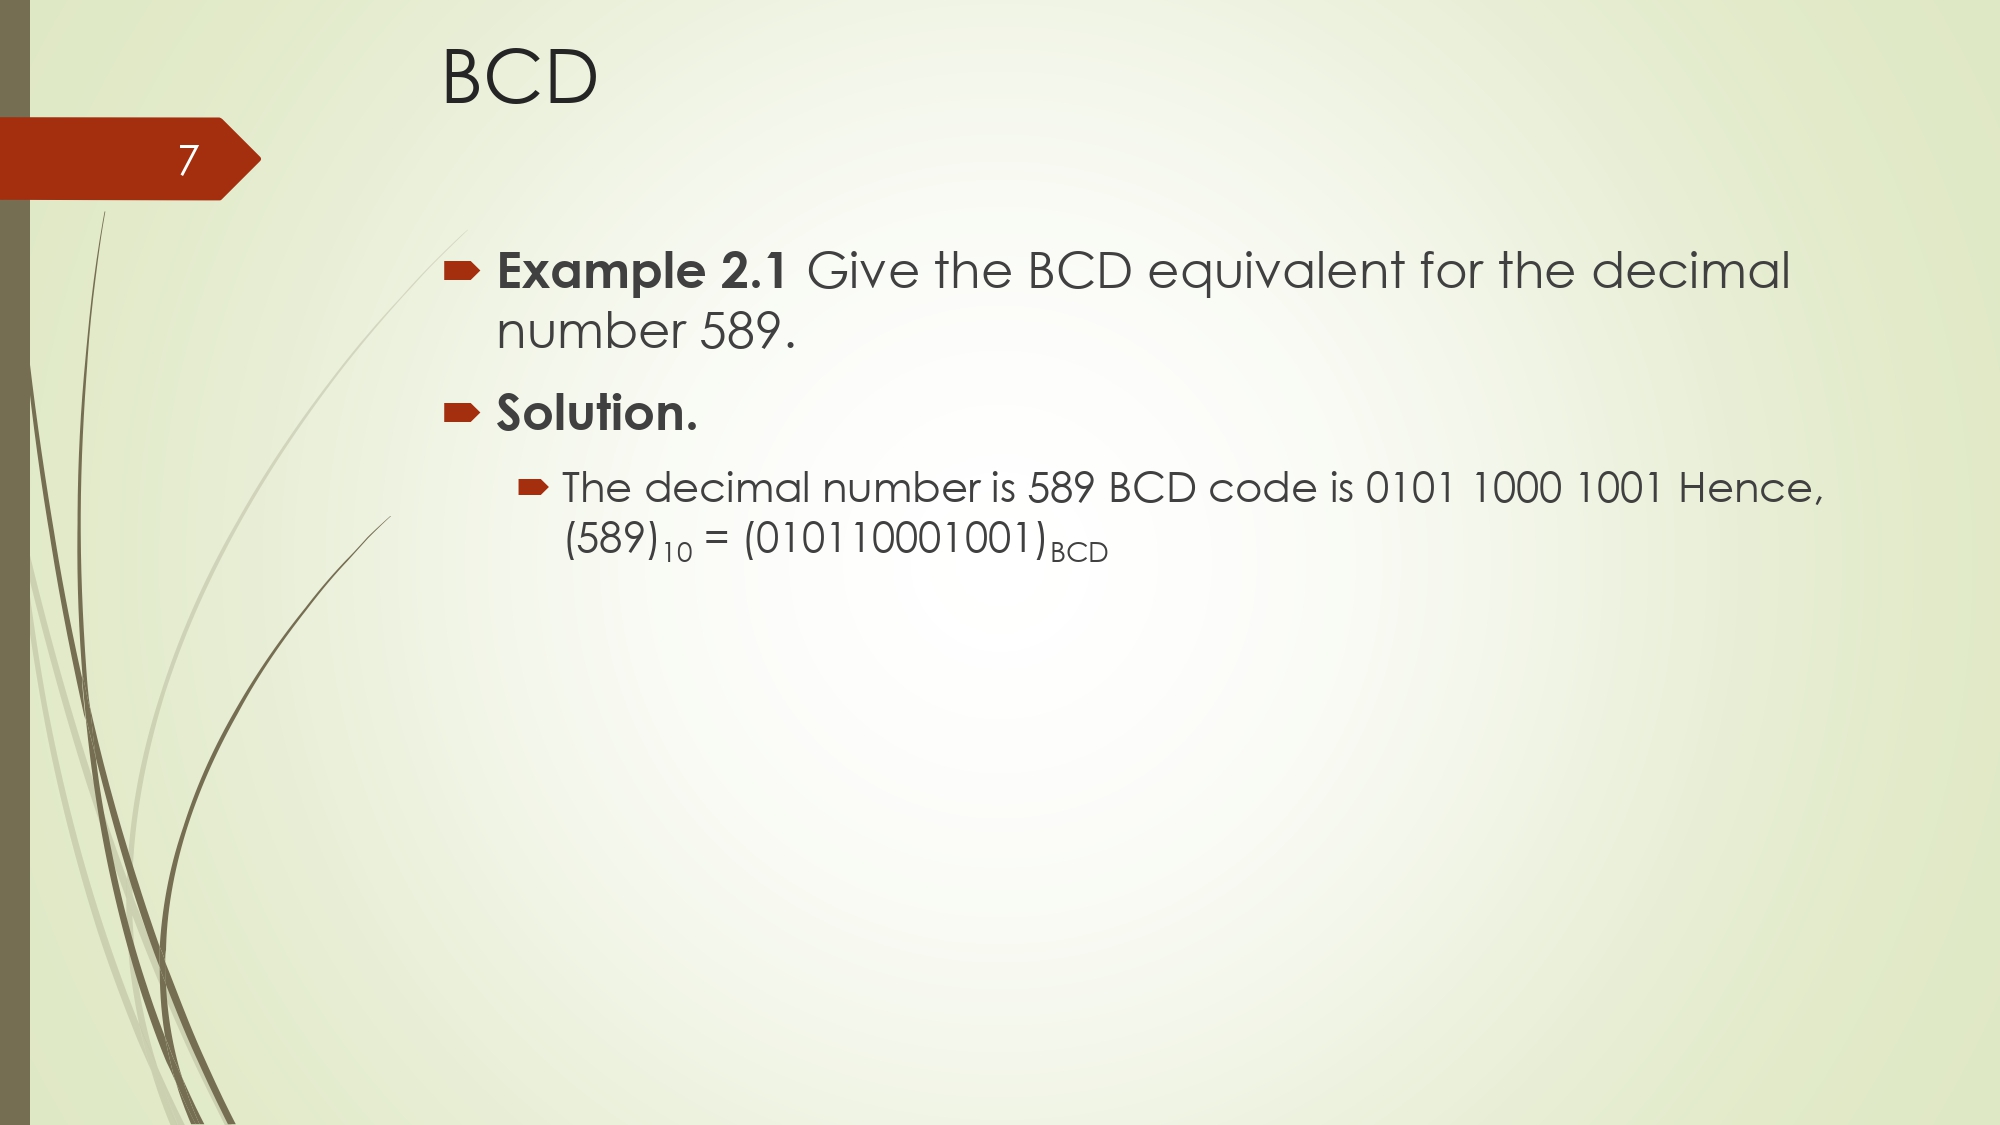 BCD
7
Example 2.1 Give the BCD equivalent for the decimal
number 589.
Solution.
The decimal number is 589 BCD code is 0101 1000 1001 Hence,
(589)10 = (010110001001)BCD